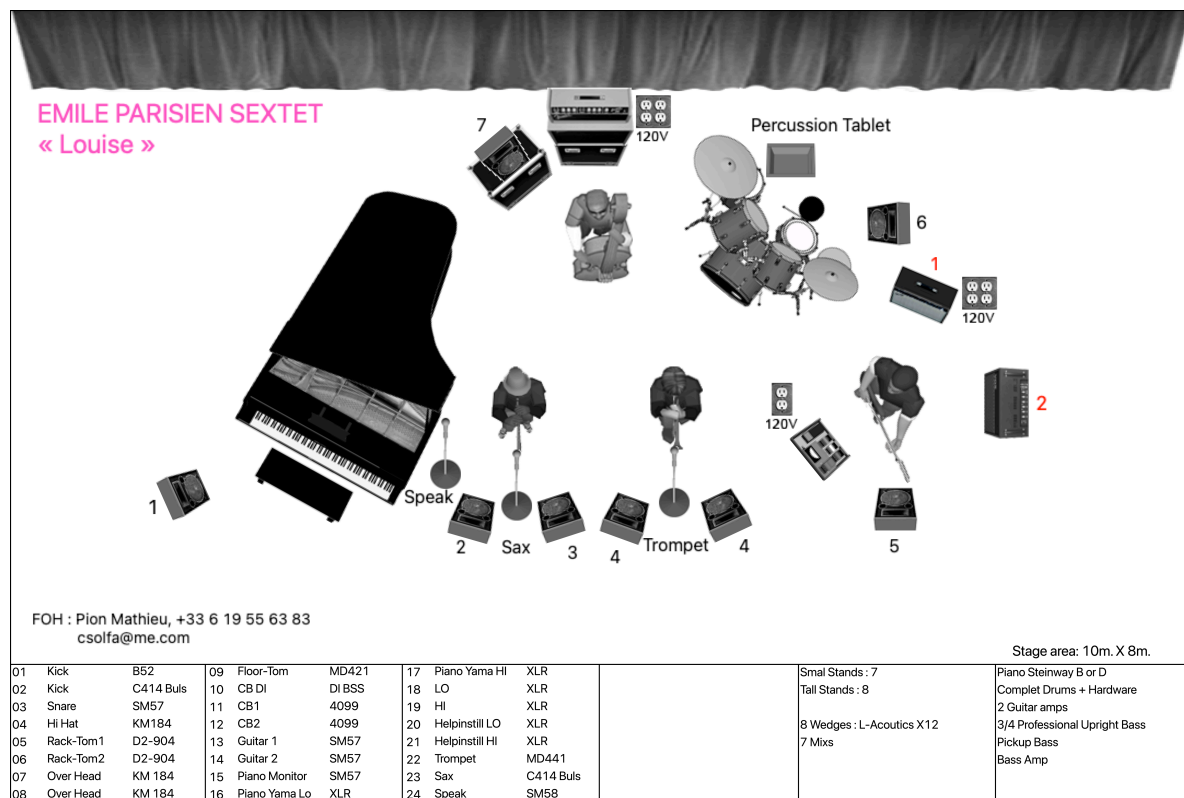 EMILE PARISIEN SEXTET
« Louise »
7
120V
Percussion Tablet
6
1
120V
2
120V
Speak
1
2
Sax
3
4
Trompet
4
5
FOH : Pion Mathieu, +33 6 19 55 63 83
csolfa@me.com
Stage area: 10m. X 8m.
01 Kick B52
02 Kick C414 Buls
03 Snare SM57
04 Hi Hat KM184
05 Rack-Tom1 D2-904
06 Rack-Tom2 D2-904
07 Over Head KM 184
08 Over Head KM 184
09 Floor-Tom MD421
10 CB DI DI BSS
11 CB1 4099
12 CB2 4099
13 Guitar 1 SM57
14 Guitar 2 SM57
15 Piano Monitor SM57
16 Piano Yama Lo XLR
17 Piano Yama HI XLR
18 LO XLR
19 HI XLR
20 Helpinstill LO XLR
21 Helpinstill HI XLR
22 Trompet MD441
23 Sax C414 Buls
24 Speak SM58
Smal Stands : 7
Tall Stands : 8
8 Wedges : L-Acoutics X12
7 Mixs
Piano Steinway B or D
Complet Drums + Hardware
2 Guitar amps
3/4 Professional Upright Bass
Pickup Bass
Bass Amp